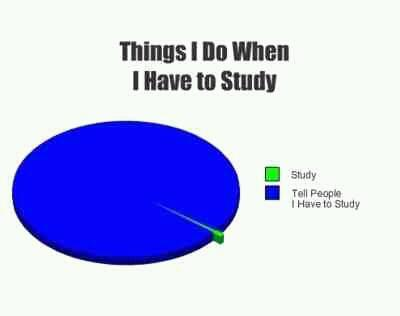 Things I Do When
I Have to Study
Study
Tell People
I Have to Study